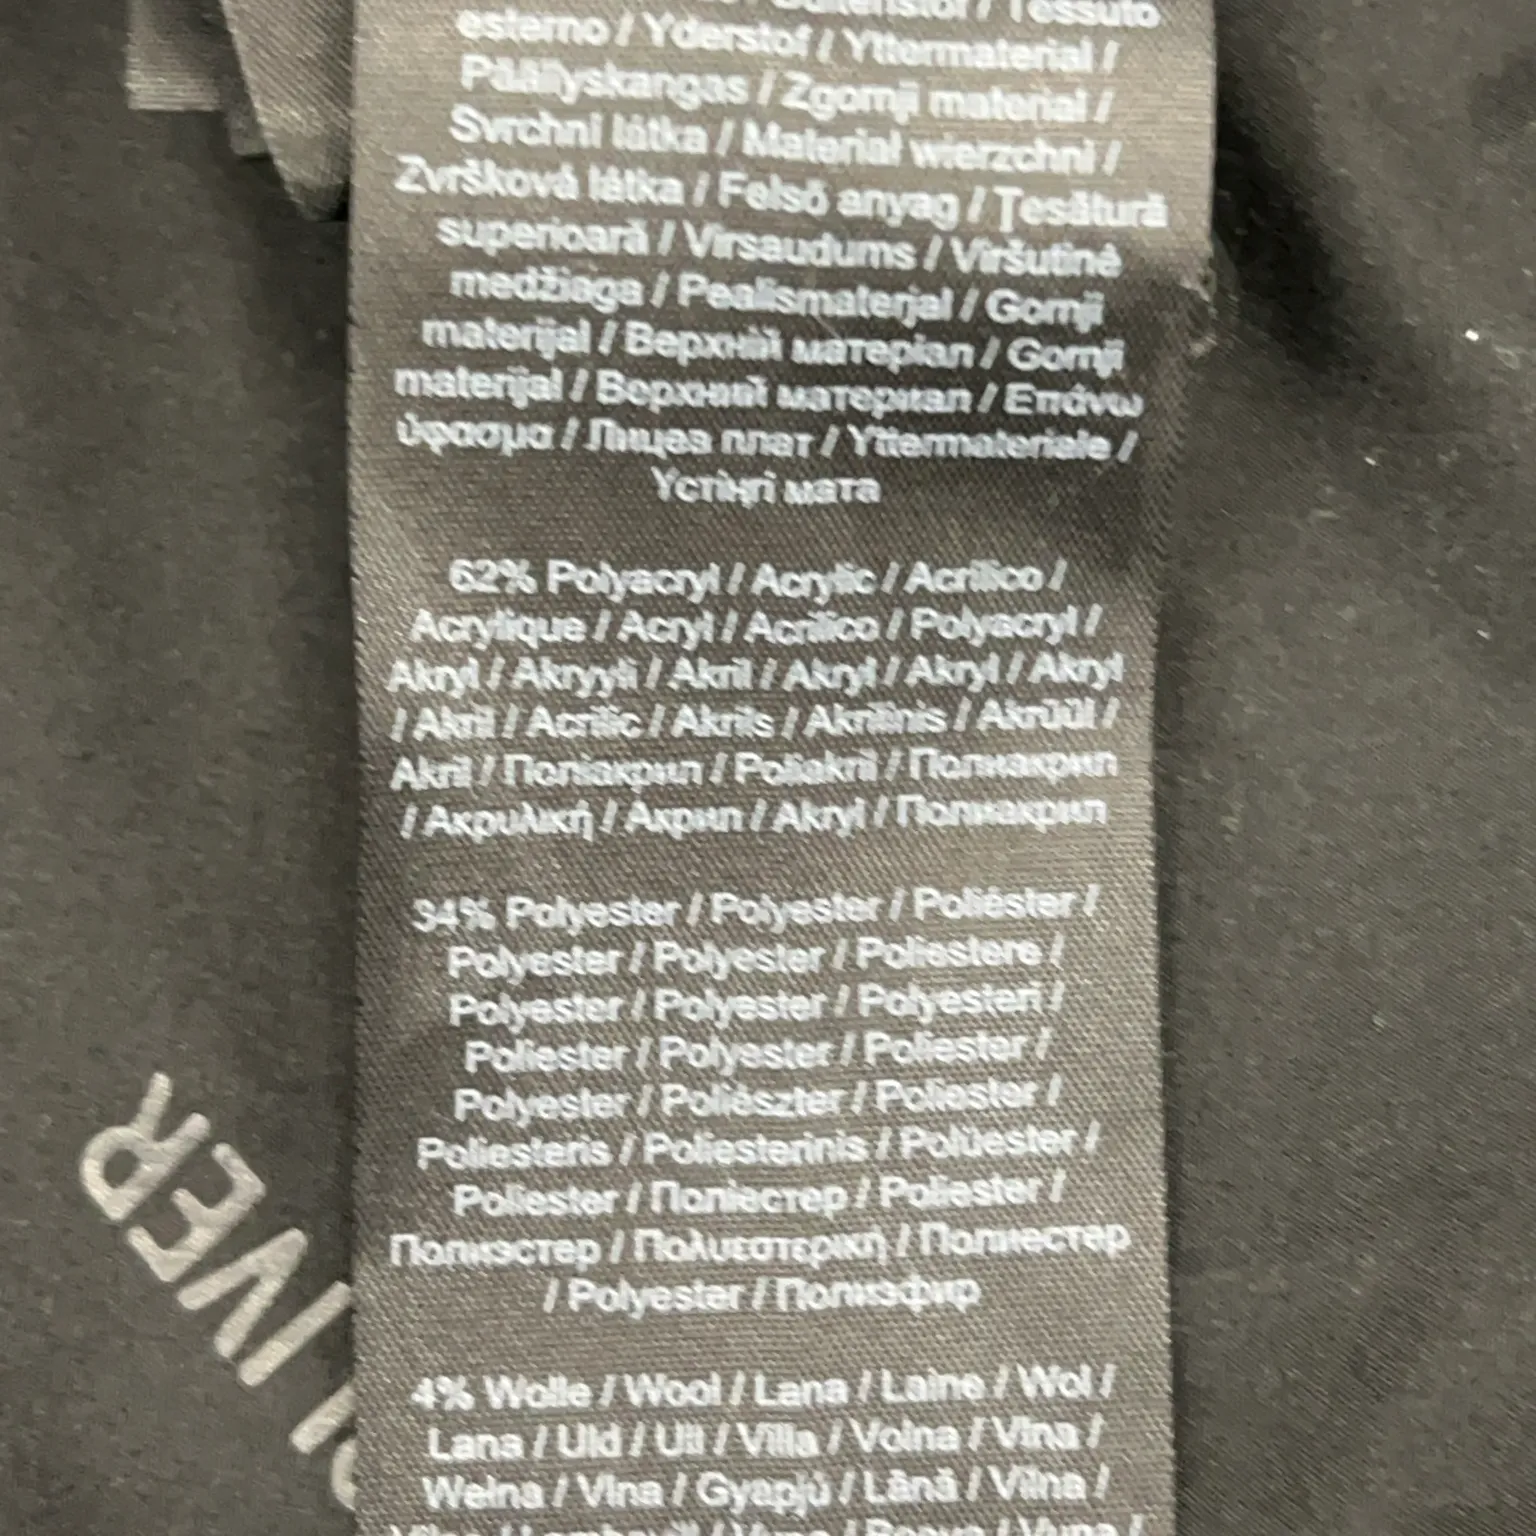 / Buitenstof / Tessuto
esterno / Yderstof / Yttermaterial /
Päällyskangas / Zgornji material /
Svrchní látka / Materiał wierzchni /
Zvršková látka / Felső anyag / Țesătură
superioară / Virsaudums / Viršutinė
medžiaga / Pealismaterjal / Gornji
materijal / Верхній матеріал / Gornji
materijal / Верхний материал / Επάνω
ύφασμα / Лицев плат / Yttermateriale /
Үстіңгі мата
62% Polyacryl / Acrylic / Acrílico /
Acrylique / Acryl / Acrilico / Polyacryl /
Akryl / Akryyli / Akril / Akryl / Akryl / Akryl
/ Akril / Acrilic / Akrils / Akrilinis / Akrüül /
Akril / Поліакрил / Poliakril / Полиакрил
/ Ακρυλική / Акрил / Akryl / Полиакрил
34% Polyester / Polyester / Poliéster /
Polyester / Polyester / Poliestere /
Polyester / Polyester / Polyesteri /
Poliester / Polyester / Poliester /
Polyester / Poliészter / Poliester /
Poliesteris / Poliesterinis / Polüester /
Poliester / Поліестер / Poliester /
Полиэстер / Πολυεστερική / Полиестер
/ Polyester / Полиэфир
4% Wolle / Wool / Lana / Laine / Wol /
Lana / Uld / Ull / Villa / Volna / Vlna /
Wełna / Vlna / Gyapjú / Lână / Vilna /
IVER